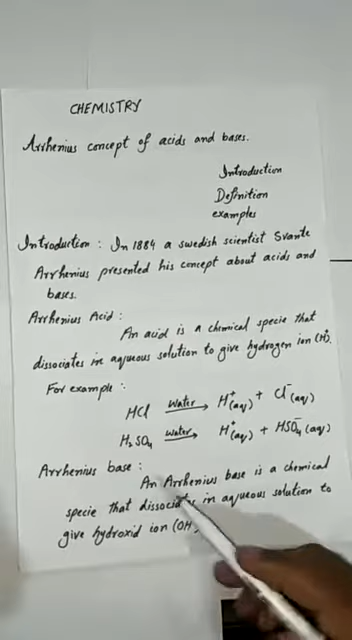 CHEMISTRY
Arrhenius concept of acids and bases.
Introduction
Definition
examples
Introduction : In 1884 a swedish scientist Svante
Arrhenius presented his concept about acids and
bases.
Arrhenius Acid :
An acid is a chemical specie that
dissociates in aqueous solution to give hydrogen ion (H⁺).
For example :
HCl water→ H⁺(aq) + Cl⁻(aq)
H₂SO₄ water→ H⁺(aq) + HSO₄⁻(aq)
Arrhenius base :
An Arrhenius base is a chemical
specie that dissociates in aqueous solution to
give hydroxid ion (OH